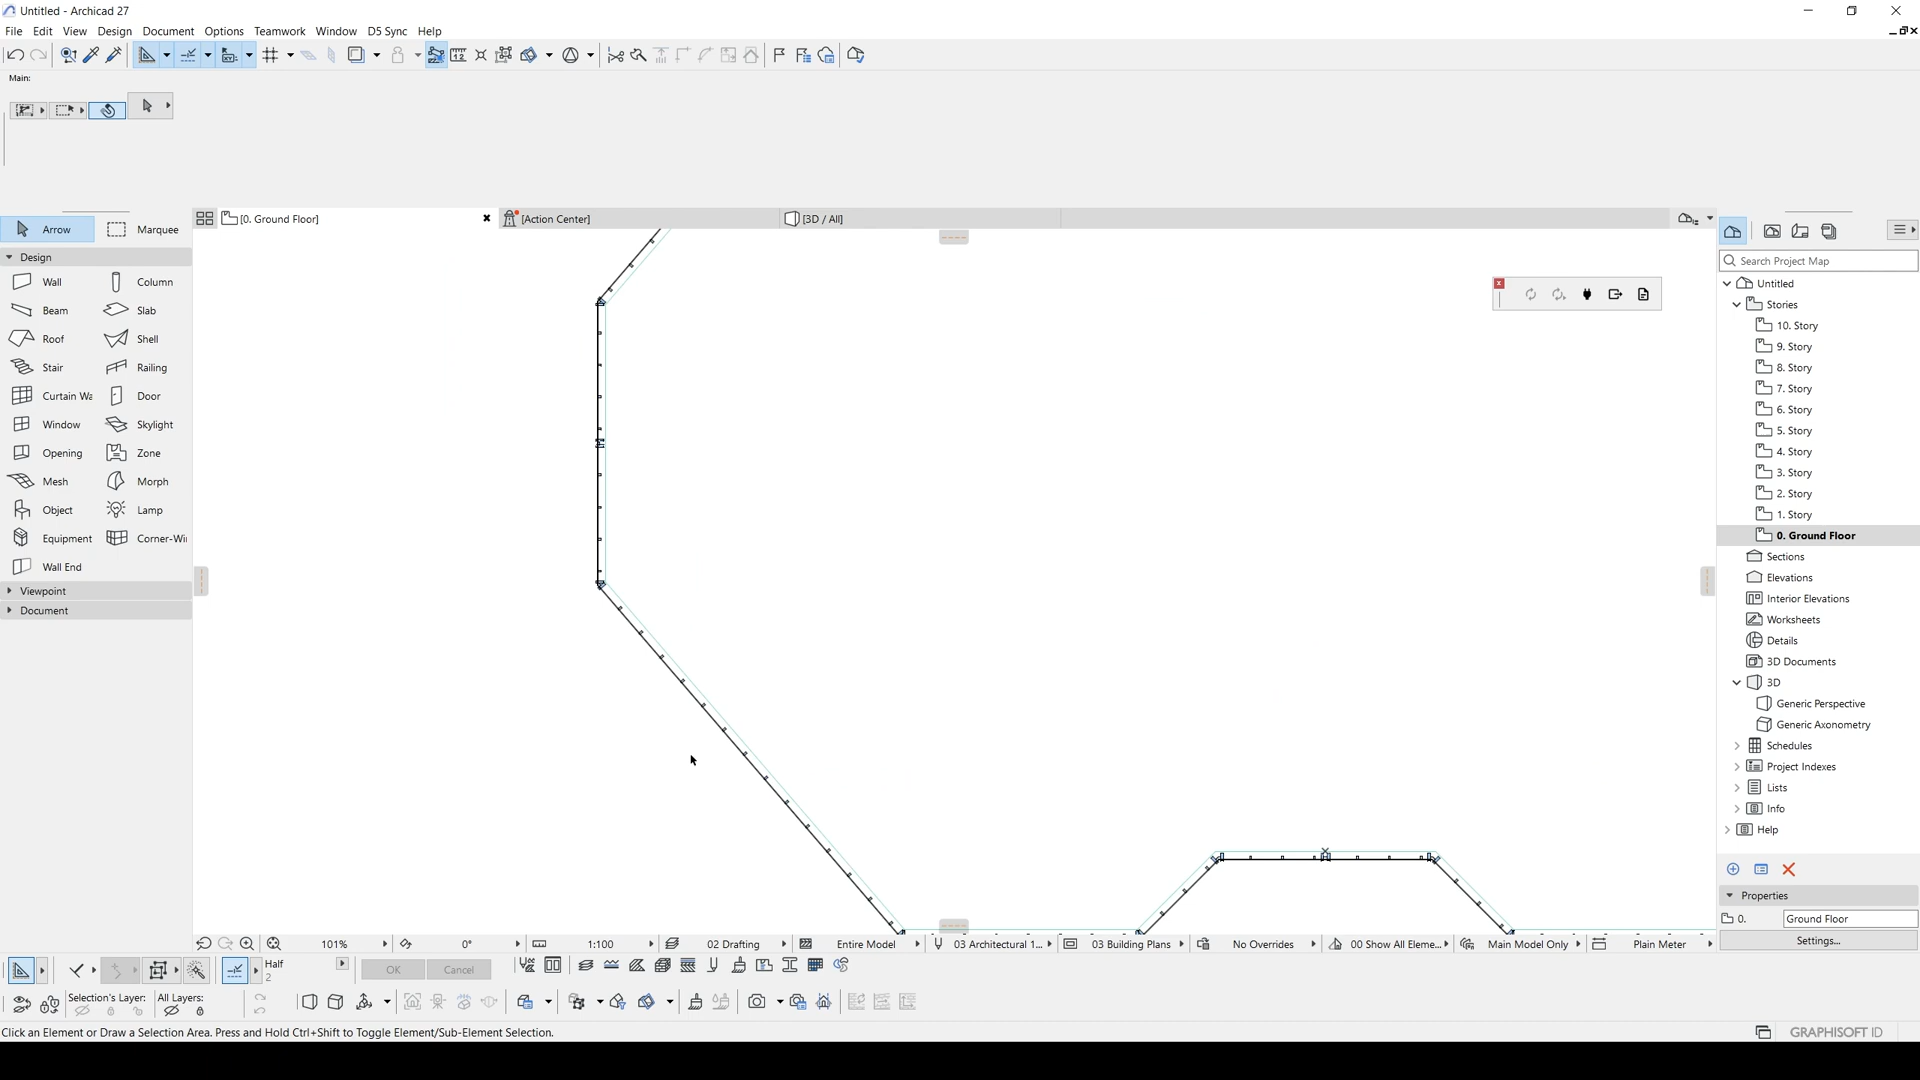 Untitled - Archicad 27
File Edit View Design Document Options Teamwork Window D5 Sync Help
Main:
[0. Ground Floor]
[Action Center]
[3D / All]
Arrow
Marquee
Design
Wall
Column
Beam
Slab
Roof
Shell
Stair
Railing
Curtain Wa
Door
Window
Skylight
Opening
Zone
Mesh
Morph
Object
Lamp
Equipment
Corner-Wi
Wall End
Viewpoint
Document
Search Project Map
Untitled
Stories
10. Story
9. Story
8. Story
7. Story
6. Story
5. Story
4. Story
3. Story
2. Story
1. Story
0. Ground Floor
Sections
Elevations
Interior Elevations
Worksheets
Details
3D Documents
3D
Generic Perspective
Generic Axonometry
Schedules
Project Indexes
Lists
Info
Help
Properties
0. Ground Floor
Settings...
101% 0° 1:100 02 Drafting Entire Model 03 Architectural 1... 03 Building Plans No Overrides 00 Show All Eleme... Main Model Only Plain Meter
Half
2
OK Cancel
Selection's Layer:
All Layers:
Click an Element or Draw a Selection Area. Press and Hold Ctrl+Shift to Toggle Element/Sub-Element Selection.
GRAPHISOFT ID